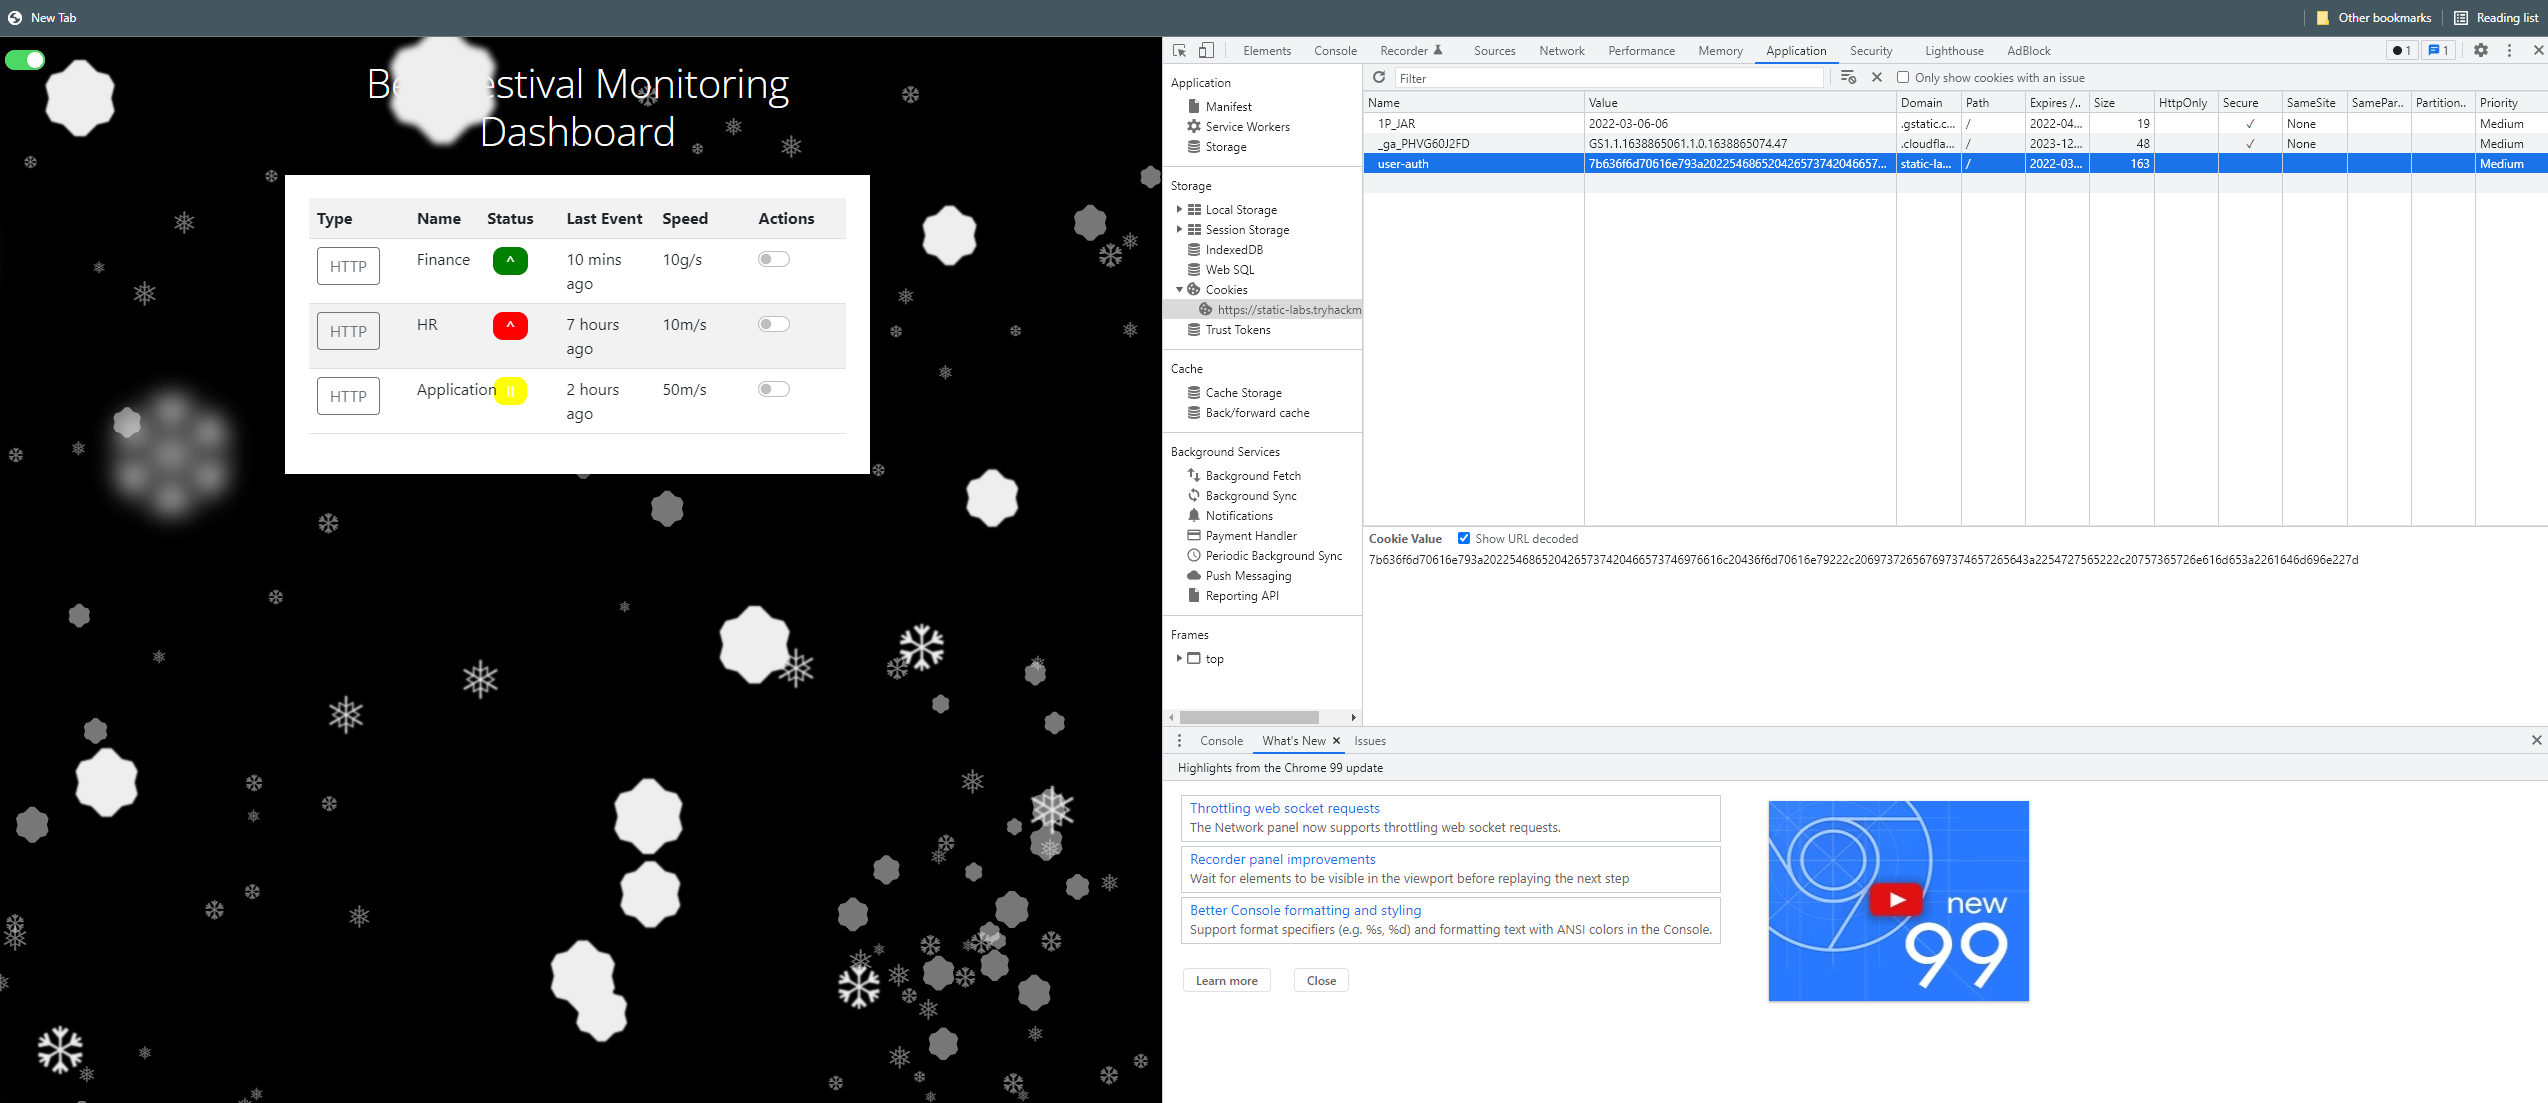 New Tab
Other bookmarks
Reading list
Be estival Monitoring
Dashboard
Type Name Status Last Event Speed Actions
HTTP Finance ^ 10 mins ago 10g/s
HTTP HR ^ 7 hours ago 10m/s
HTTP Application || 2 hours ago 50m/s
Elements Console Recorder Sources Network Performance Memory Application Security Lighthouse AdBlock 1 1
Application
Manifest
Service Workers
Storage
Storage
Local Storage
Session Storage
IndexedDB
Web SQL
Cookies
https://static-labs.tryhackm
Trust Tokens
Cache
Cache Storage
Back/forward cache
Background Services
Background Fetch
Background Sync
Notifications
Payment Handler
Periodic Background Sync
Push Messaging
Reporting API
Frames
top
Filter
Only show cookies with an issue
Name Value Domain Path Expires /.. Size HttpOnly Secure SameSite SamePar.. Partition... Priority
1P_JAR 2022-03-06-06 .gstatic.c... / 2022-04... 19 ✓ None Medium
_ga_PHVG60J2FD GS1.1.1638865061.1.0.1638865074.47 .cloudfla... / 2023-12... 48 ✓ None Medium
user-auth 7b636f6d70616e793a2022546865204265737420466573... static-la... / 2022-03... 163 Medium
Cookie Value Show URL decoded
7b636f6d70616e793a2022546865204265737420466573746976616c20436f6d70616e79222c206973726567697374657265643a2254727565222c20757365726e616d653a2261646d696e227d
Console What's New Issues
Highlights from the Chrome 99 update
Throttling web socket requests
The Network panel now supports throttling web socket requests.
Recorder panel improvements
Wait for elements to be visible in the viewport before replaying the next step
Better Console formatting and styling
Support format specifiers (e.g. %s, %d) and formatting text with ANSI colors in the Console.
Learn more
Close
new
99